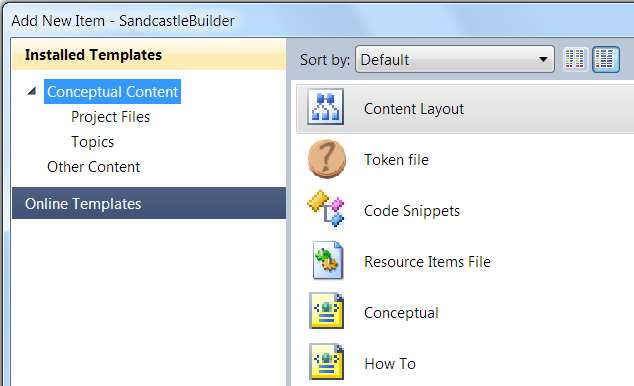 Add New Item - SandcastleBuilder
Installed Templates
Conceptual Content
Project Files
Topics
Other Content
Online Templates
Sort by: Default
Content Layout
Token file
Code Snippets
Resource Items File
Conceptual
How To